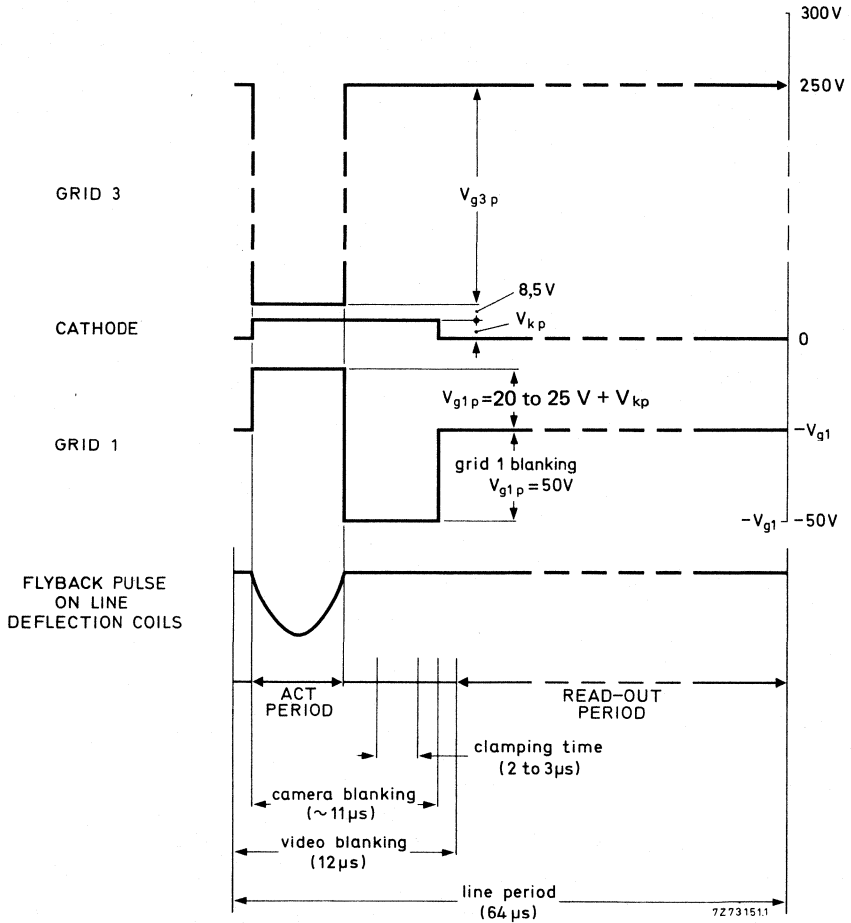 300V
250V
GRID 3
Vg3p
8,5V
CATHODE
Vkp
0
Vg1p=20 to 25 V + Vkp
-Vg1
GRID 1
grid 1 blanking
Vg1p=50V
-Vg1
-50V
FLYBACK PULSE
ON LINE
DEFLECTION COILS
ACT
PERIOD
READ-OUT
PERIOD
clamping time
(2 to 3µs)
camera blanking
(~11µs)
video blanking
(12µs)
line period
(64µs)
7Z73151.1